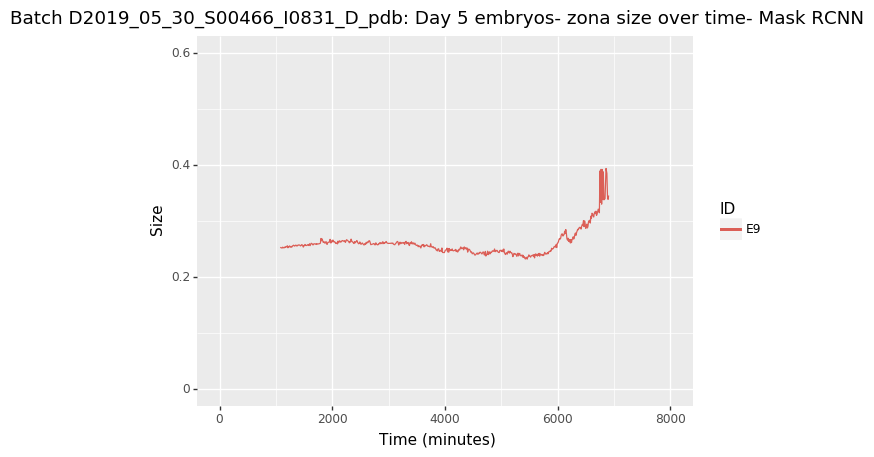 Batch D2019_05_30_S00466_I0831_D_pdb: Day 5 embryos- zona size over time- Mask RCNN
0.6
0.4
0.2
0
Size
0
2000
4000
6000
8000
Time (minutes)
ID
E9